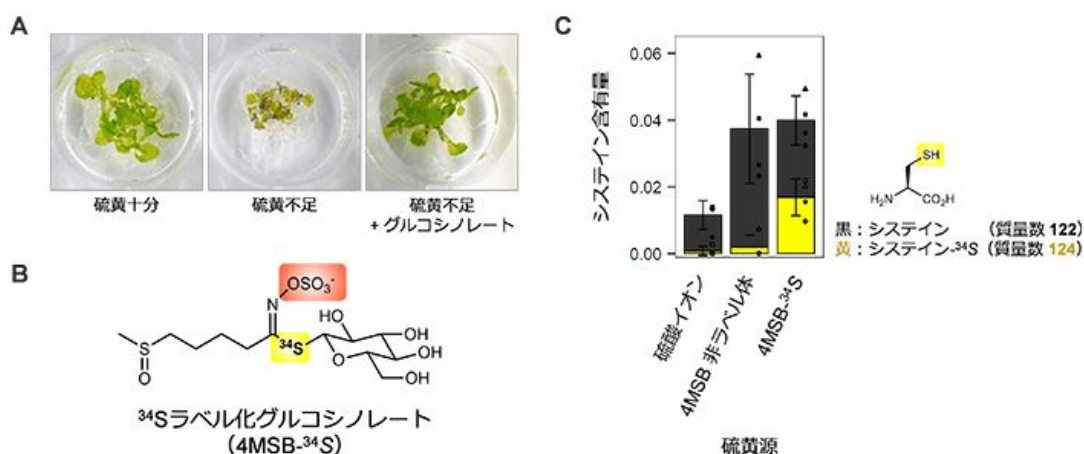 A
硫黄十分
硫黄不足
硫黄不足
+ グルコシノレート
B
OSO₃⁻
N
³⁴S
S
O
HO
OH
O
OH
OH
³⁴Sラベル化グルコシノレート
(4MSB-³⁴S)
C
システイン含有量
0.06
0.04
0.02
0.00
硫酸イオン
4MSB 非ラベル体
4MSB-³⁴S
硫黄源
SH
H₂N
CO₂H
黒：システイン （質量数 122）
黄：システイン-³⁴S （質量数 124）